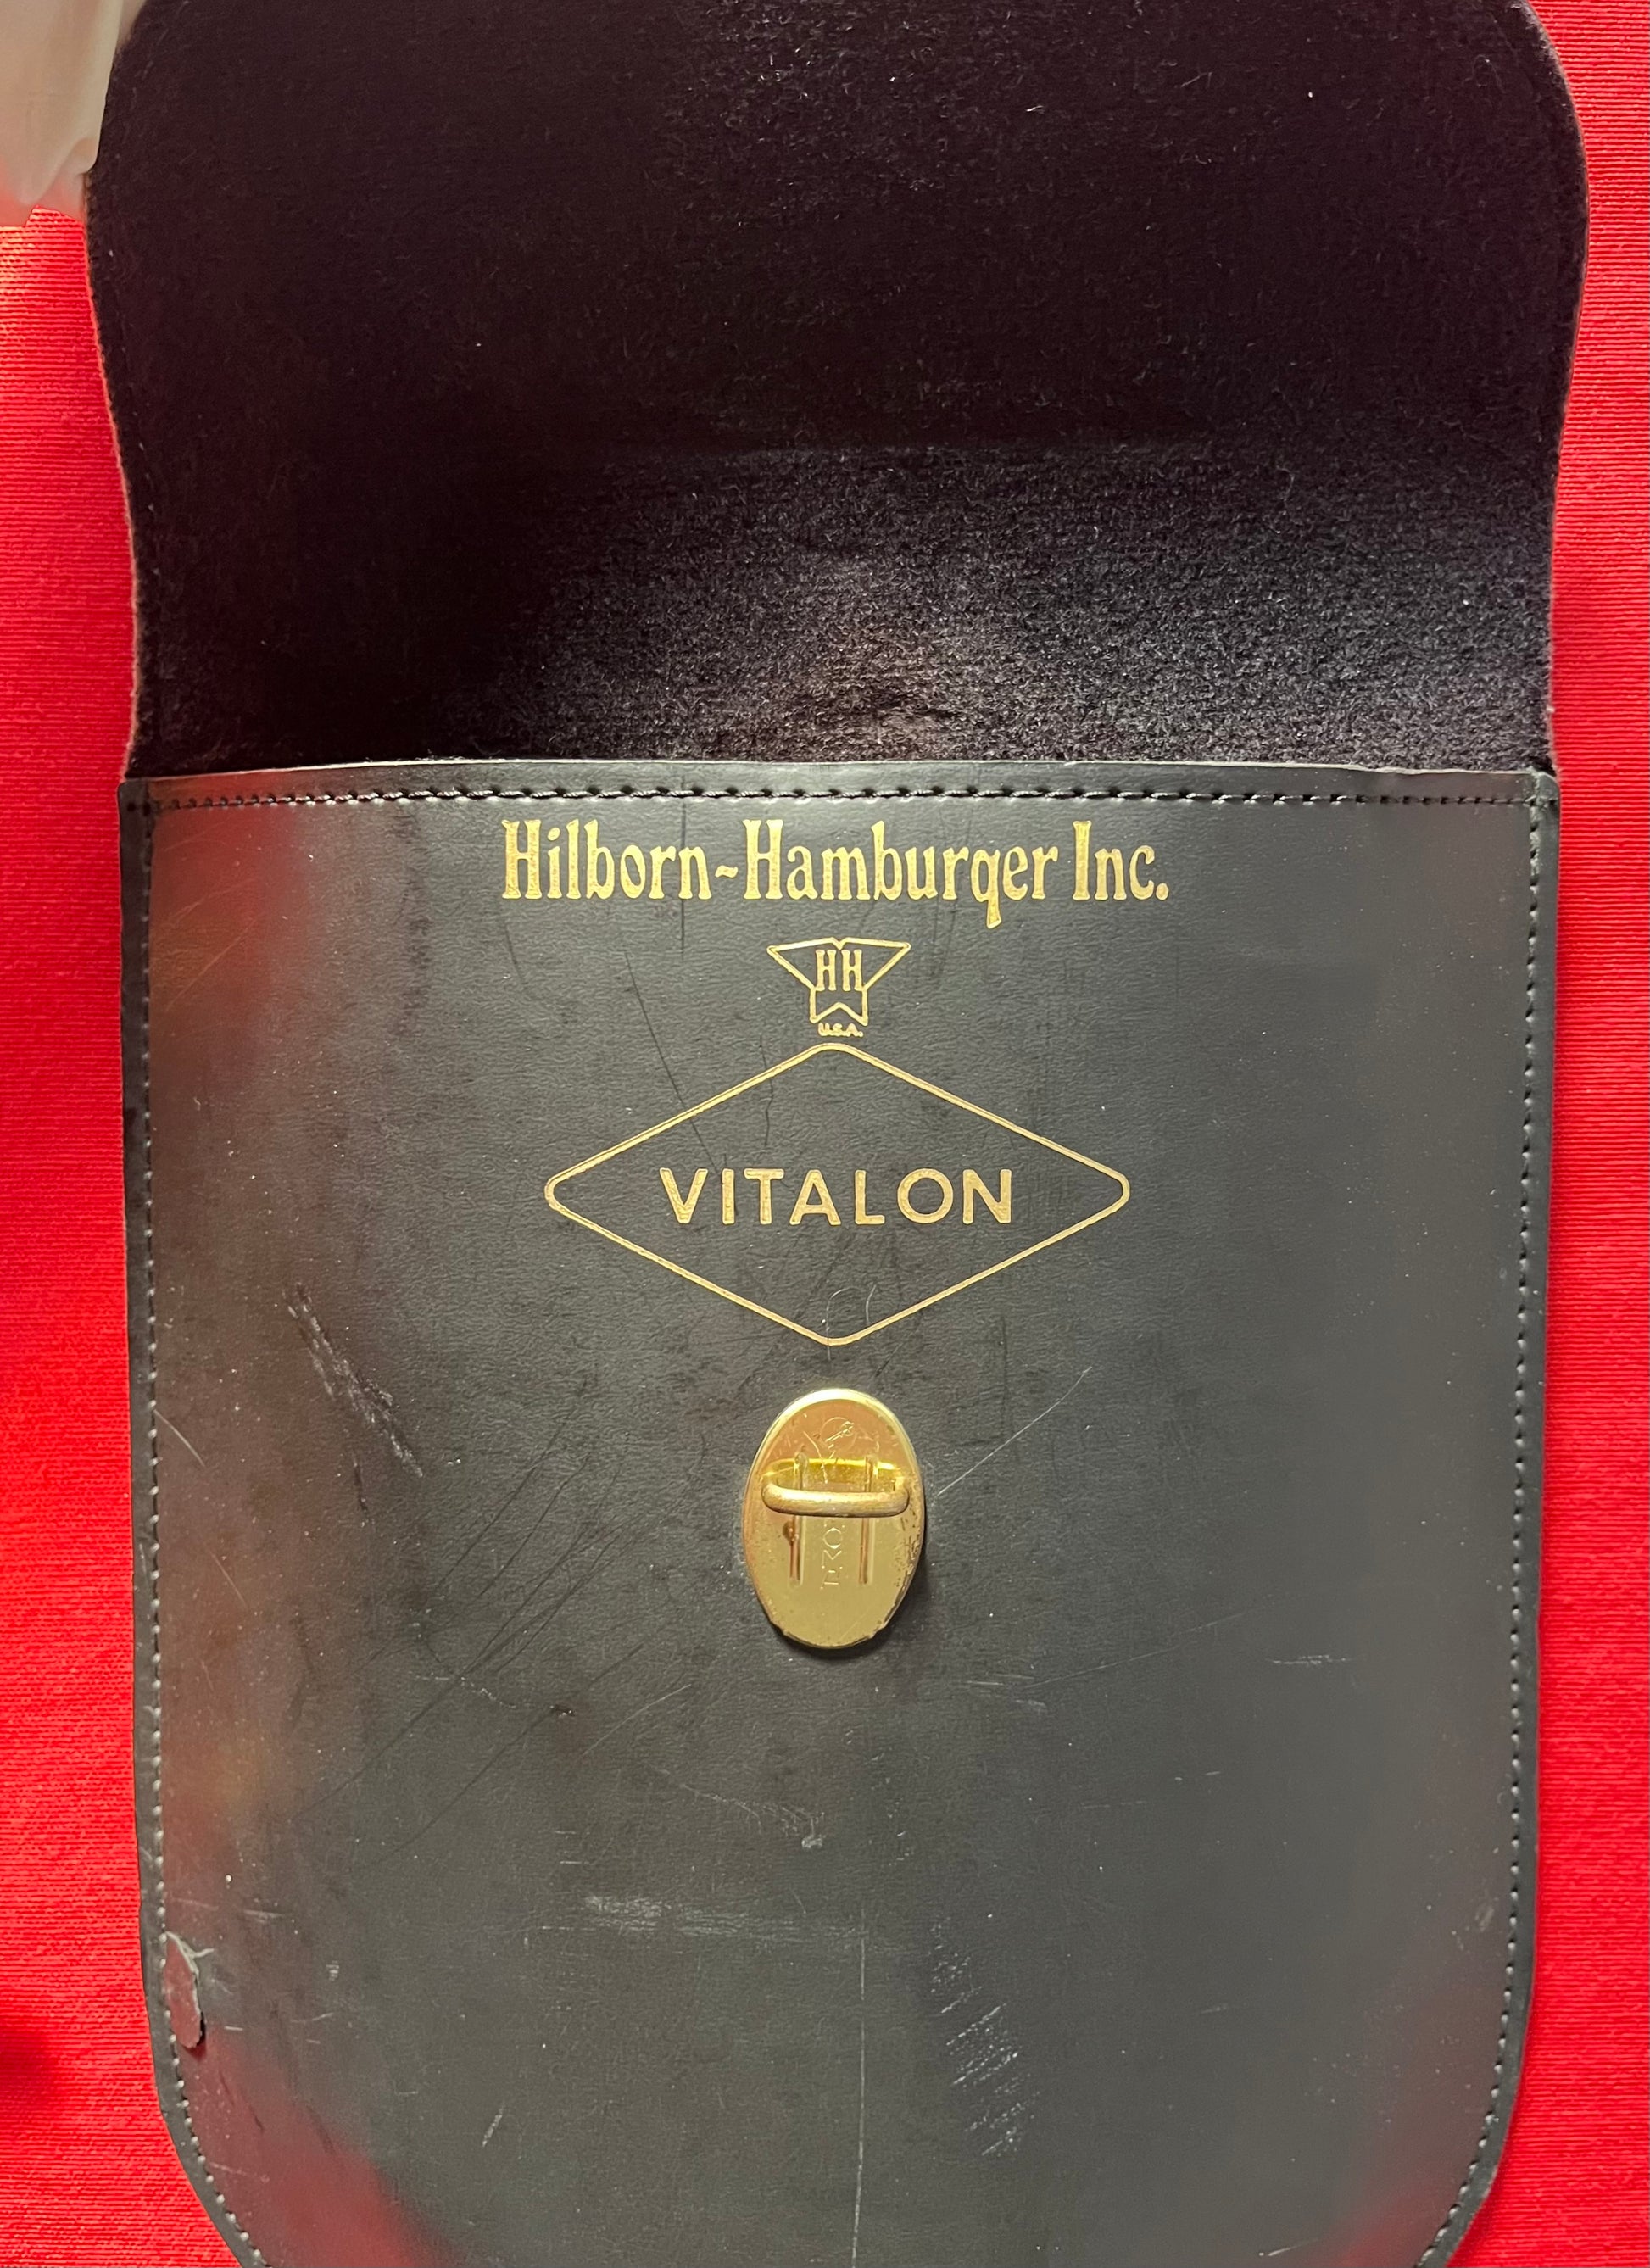 Hilborn-Hamburger Inc.
HH
U.S.A.
VITALON